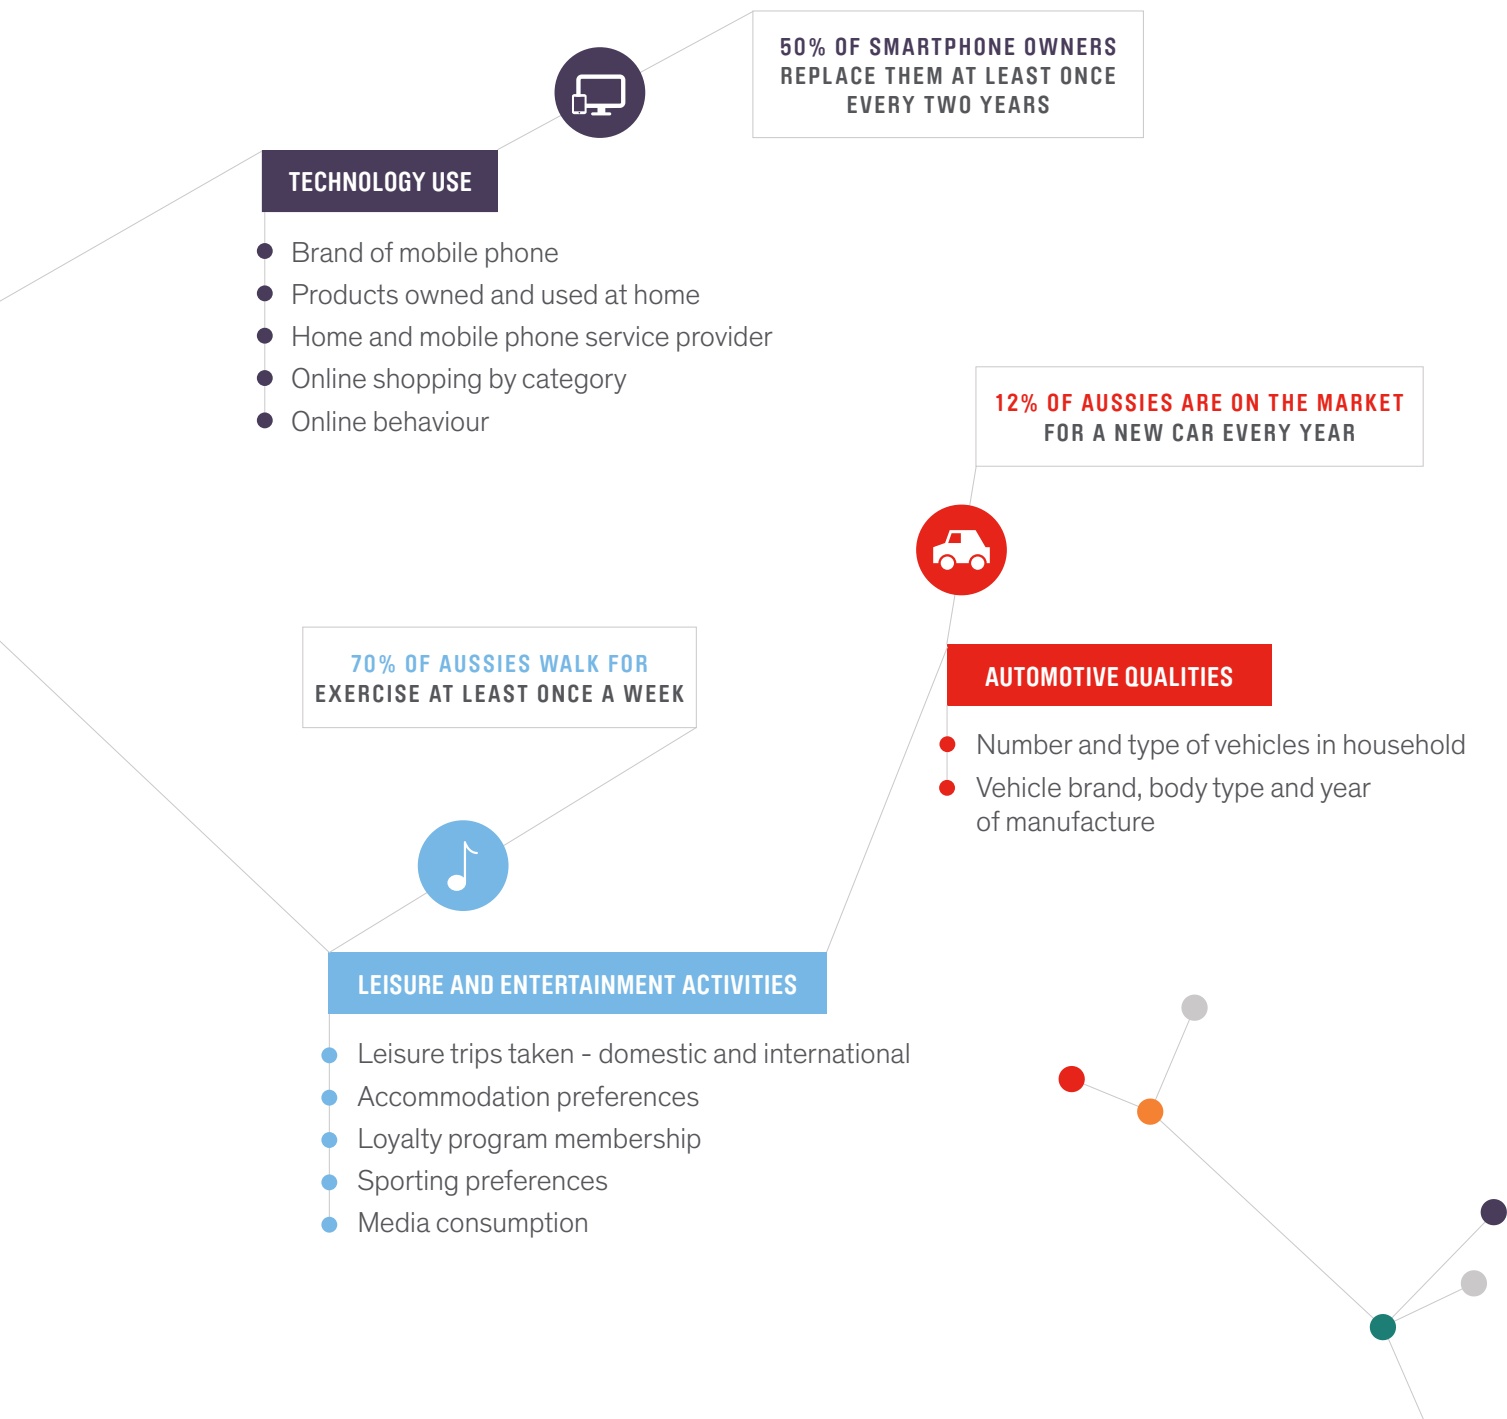 50% OF SMARTPHONE OWNERS
REPLACE THEM AT LEAST ONCE
EVERY TWO YEARS
TECHNOLOGY USE
Brand of mobile phone
Products owned and used at home
Home and mobile phone service provider
Online shopping by category
Online behaviour
12% OF AUSSIES ARE ON THE MARKET
FOR A NEW CAR EVERY YEAR
AUTOMOTIVE QUALITIES
Number and type of vehicles in household
Vehicle brand, body type and year
of manufacture
70% OF AUSSIES WALK FOR
EXERCISE AT LEAST ONCE A WEEK
LEISURE AND ENTERTAINMENT ACTIVITIES
Leisure trips taken - domestic and international
Accommodation preferences
Loyalty program membership
Sporting preferences
Media consumption